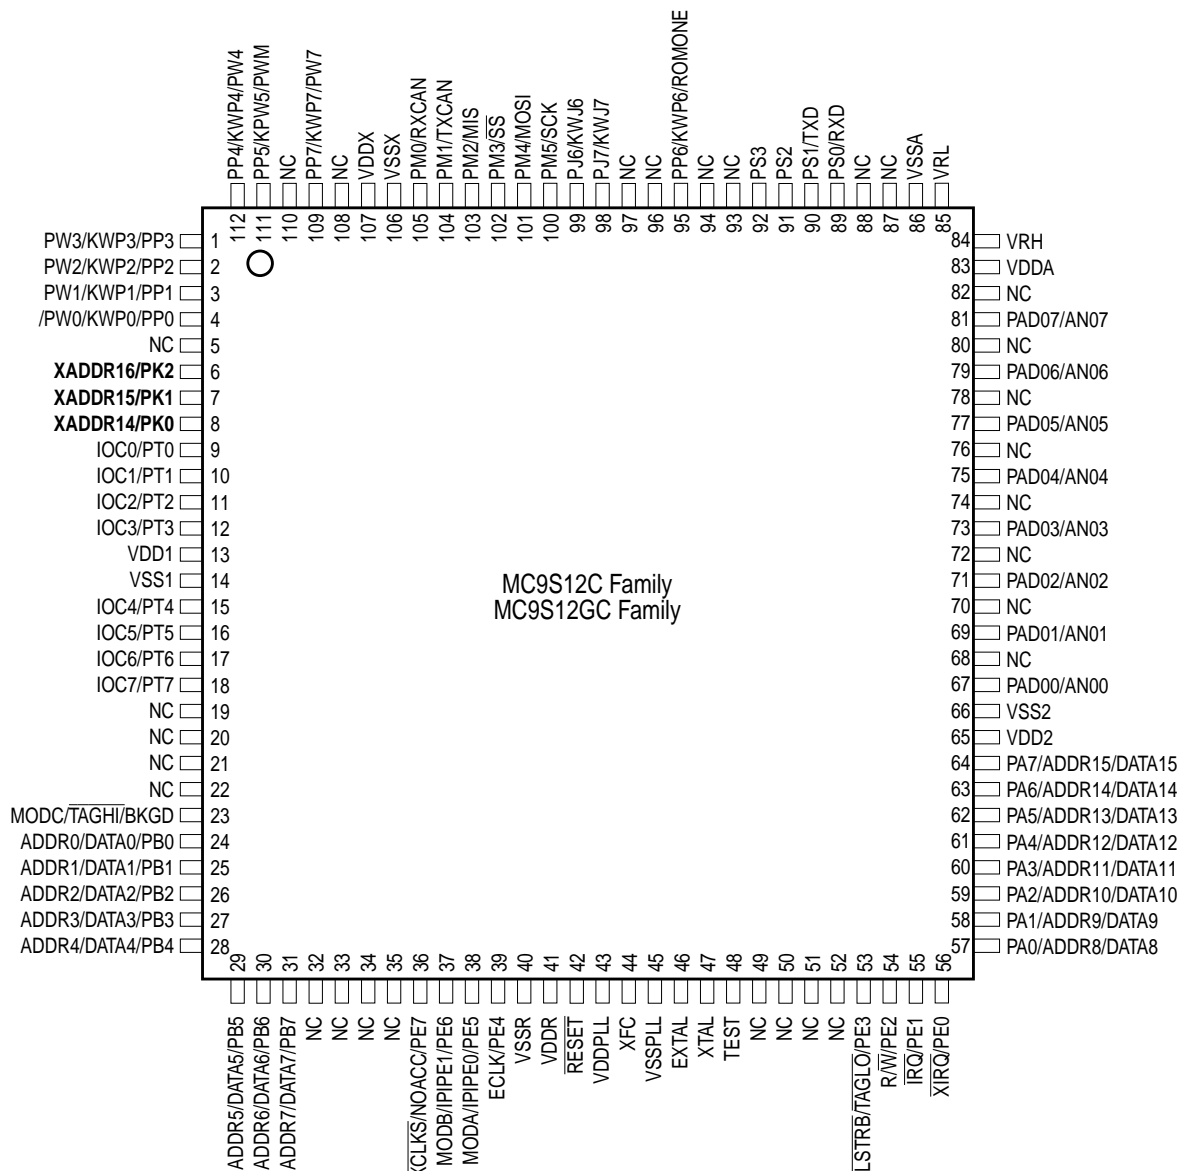 PP4/KWP4/PW4
PP5/KPW5/PWM
NC
PP7/KWP7/PW7
NC
VDDX
VSSX
PM0/RXCAN
PM1/TXCAN
PM2/MIS
PM3/SS
PM4/MOSI
PM5/SCK
PJ6/KWJ6
PJ7/KWJ7
NC
NC
PP6/KWP6/ROMONE
NC
NC
PS3
PS2
PS1/TXD
PS0/RXD
NC
NC
VSSA
VRL
112
111
110
109
108
107
106
105
104
103
102
101
100
99
98
97
96
95
94
93
92
91
90
89
88
87
86
85
PW3/KWP3/PP3 1
PW2/KWP2/PP2 2
PW1/KWP1/PP1 3
/PW0/KWP0/PP0 4
NC 5
XADDR16/PK2 6
XADDR15/PK1 7
XADDR14/PK0 8
IOC0/PT0 9
IOC1/PT1 10
IOC2/PT2 11
IOC3/PT3 12
VDD1 13
VSS1 14
IOC4/PT4 15
IOC5/PT5 16
IOC6/PT6 17
IOC7/PT7 18
NC 19
NC 20
NC 21
NC 22
MODC/TAGHI/BKGD 23
ADDR0/DATA0/PB0 24
ADDR1/DATA1/PB1 25
ADDR2/DATA2/PB2 26
ADDR3/DATA3/PB3 27
ADDR4/DATA4/PB4 28
MC9S12C Family
MC9S12GC Family
84 VRH
83 VDDA
82 NC
81 PAD07/AN07
80 NC
79 PAD06/AN06
78 NC
77 PAD05/AN05
76 NC
75 PAD04/AN04
74 NC
73 PAD03/AN03
72 NC
71 PAD02/AN02
70 NC
69 PAD01/AN01
68 NC
67 PAD00/AN00
66 VSS2
65 VDD2
64 PA7/ADDR15/DATA15
63 PA6/ADDR14/DATA14
62 PA5/ADDR13/DATA13
61 PA4/ADDR12/DATA12
60 PA3/ADDR11/DATA11
59 PA2/ADDR10/DATA10
58 PA1/ADDR9/DATA9
57 PA0/ADDR8/DATA8
29
30
31
32
33
34
35
36
37
38
39
40
41
42
43
44
45
46
47
48
49
50
51
52
53
54
55
56
ADDR5/DATA5/PB5
ADDR6/DATA6/PB6
ADDR7/DATA7/PB7
NC
NC
NC
NC
XCLKS/NOACC/PE7
MODB/IPIPE1/PE6
MODA/IPIPE0/PE5
ECLK/PE4
VSSR
VDDR
RESET
VDDPLL
XFC
VSSPLL
EXTAL
XTAL
TEST
NC
NC
NC
NC
LSTRB/TAGLO/PE3
R/W/PE2
IRQ/PE1
XIRQ/PE0